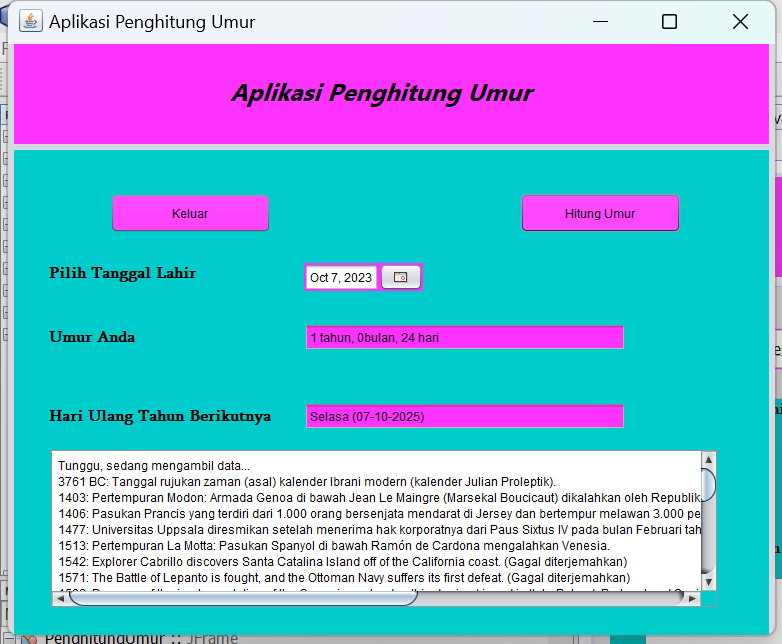 Aplikasi Penghitung Umur
Aplikasi Penghitung Umur
Keluar
Hitung Umur
Pilih Tanggal Lahir
Oct 7, 2023
Umur Anda
1 tahun, 0bulan, 24 hari
Hari Ulang Tahun Berikutnya
Selasa (07-10-2025)
Tunggu, sedang mengambil data...
3761 BC: Tanggal rujukan zaman (asal) kalender Ibrani modern (kalender Julian Proleptik).
1403: Pertempuran Modon: Armada Genoa di bawah Jean Le Maingre (Marsekal Boucicaut) dikalahkan oleh Republik
1406: Pasukan Prancis yang terdiri dari 1.000 orang bersenjata mendarat di Jersey dan bertempur melawan 3.000 pe
1477: Universitas Uppsala diresmikan setelah menerima hak korporatnya dari Paus Sixtus IV pada bulan Februari tah
1513: Pertempuran La Motta: Pasukan Spanyol di bawah Ramón de Cardona mengalahkan Venesia.
1542: Explorer Cabrillo discovers Santa Catalina Island off of the California coast. (Gagal diterjemahkan)
1571: The Battle of Lepanto is fought, and the Ottoman Navy suffers its first defeat. (Gagal diterjemahkan)
PenghitungUmur :: JFrame